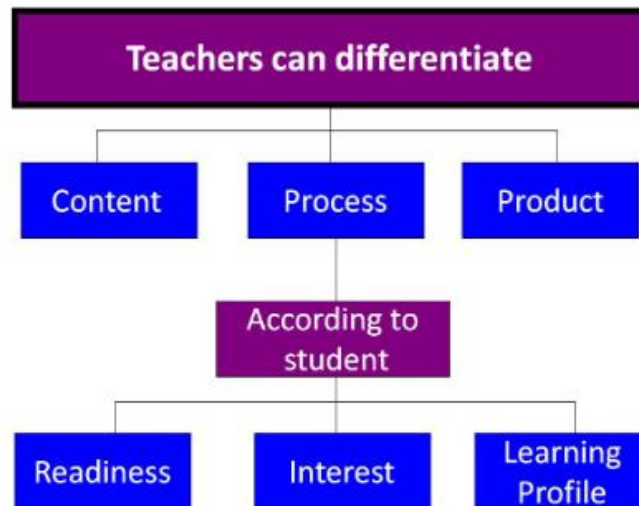 Teachers can differentiate
Content
Process
Product
According to
student
Readiness
Interest
Learning
Profile